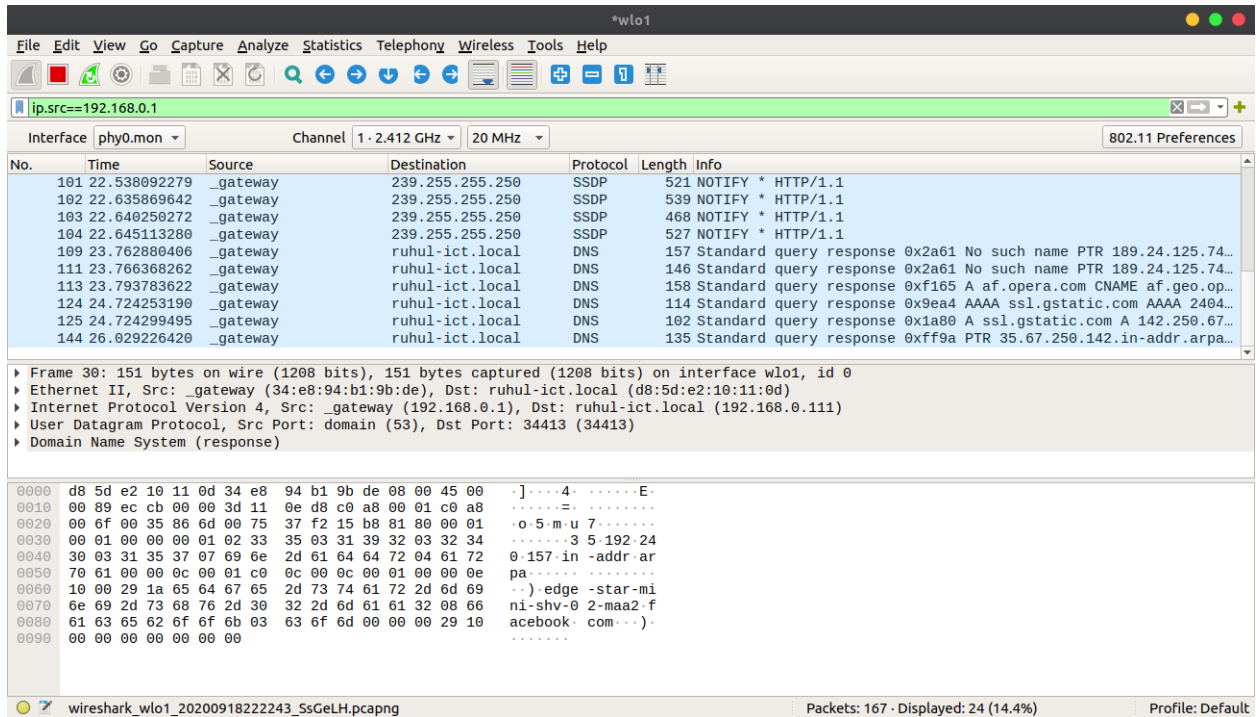 *wlo1
File Edit View Go Capture Analyze Statistics Telephony Wireless Tools Help
ip.src==192.168.0.1
Interface phy0.mon Channel 1 · 2.412 GHz 20 MHz 802.11 Preferences
No. Time Source Destination Protocol Length Info
101 22.538092279 _gateway 239.255.255.250 SSDP 521 NOTIFY * HTTP/1.1
102 22.635869642 _gateway 239.255.255.250 SSDP 539 NOTIFY * HTTP/1.1
103 22.640250272 _gateway 239.255.255.250 SSDP 468 NOTIFY * HTTP/1.1
104 22.645113280 _gateway 239.255.255.250 SSDP 527 NOTIFY * HTTP/1.1
109 23.762880406 _gateway ruhul-ict.local DNS 157 Standard query response 0x2a61 No such name PTR 189.24.125.74…
111 23.766368262 _gateway ruhul-ict.local DNS 146 Standard query response 0x2a61 No such name PTR 189.24.125.74…
113 23.793783622 _gateway ruhul-ict.local DNS 158 Standard query response 0xf165 A af.opera.com CNAME af.geo.op…
124 24.724253190 _gateway ruhul-ict.local DNS 114 Standard query response 0x9ea4 AAAA ssl.gstatic.com AAAA 2404…
125 24.724299495 _gateway ruhul-ict.local DNS 102 Standard query response 0x1a80 A ssl.gstatic.com A 142.250.67…
144 26.029226420 _gateway ruhul-ict.local DNS 135 Standard query response 0xff9a PTR 35.67.250.142.in-addr.arpa…
Frame 30: 151 bytes on wire (1208 bits), 151 bytes captured (1208 bits) on interface wlo1, id 0
Ethernet II, Src: _gateway (34:e8:94:b1:9b:de), Dst: ruhul-ict.local (d8:5d:e2:10:11:0d)
Internet Protocol Version 4, Src: _gateway (192.168.0.1), Dst: ruhul-ict.local (192.168.0.111)
User Datagram Protocol, Src Port: domain (53), Dst Port: 34413 (34413)
Domain Name System (response)
0000 d8 5d e2 10 11 0d 34 e8 94 b1 9b de 08 00 45 00 ·]····4· ······E·
0010 00 89 ec cb 00 00 3d 11 0e d8 c0 a8 00 01 c0 a8 ······=· ········
0020 00 6f 00 35 86 6d 00 75 37 f2 15 b8 81 80 00 01 ·o·5·m·u 7·······
0030 00 01 00 00 00 01 02 33 35 03 31 39 32 03 32 34 ·······3 5·192·24
0040 30 03 31 35 37 07 69 6e 2d 61 64 64 72 04 61 72 0·157·in -addr·ar
0050 70 61 00 00 0c 00 01 c0 0c 00 0c 00 01 00 00 0e pa······ ········
0060 10 00 29 1a 65 64 67 65 2d 73 74 61 72 2d 6d 69 ··)·edge -star-mi
0070 6e 69 2d 73 68 76 2d 30 32 2d 6d 61 61 32 08 66 ni-shv-0 2-maa2·f
0080 61 63 65 62 6f 6f 6b 03 63 6f 6d 00 00 00 29 10 acebook· com···)·
0090 00 00 00 00 00 00 00 ·······
wireshark_wlo1_20200918222243_SsGeLH.pcapng Packets: 167 · Displayed: 24 (14.4%) Profile: Default